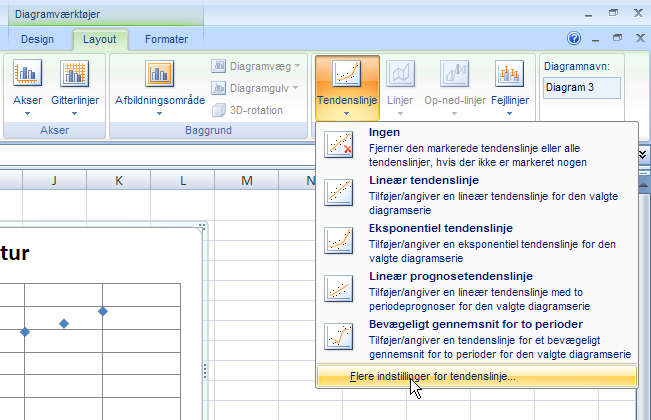 Diagramværktøjer
Design Layout Formater
Akser Gitterlinjer Afbildningsområde Diagramvæg Diagramgulv 3D-rotation Tendenslinje Linjer Op-ned-linjer Fejllinjer Diagramnavn: Diagram 3
Akser Baggrund
Ingen
Fjerner den markerede tendenslinje eller alle
tendenslinjer, hvis der ikke er markeret nogen
Lineær tendenslinje
Tilføjer/angiver en lineær tendenslinje for den valgte
diagramserie
Eksponentiel tendenslinje
Tilføjer/angiver en eksponentiel tendenslinje for den
valgte diagramserie
Lineær prognosetendenslinje
Tilføjer/angiver en lineær tendenslinje med to
periodeprognoser for den valgte diagramserie
Bevægeligt gennemsnit for to perioder
Tilføjer/angiver en tendenslinje for et bevægeligt
gennemsnit for to perioder for den valgte diagramserie
Flere indstillinger for tendenslinje...
J K L M N
tur